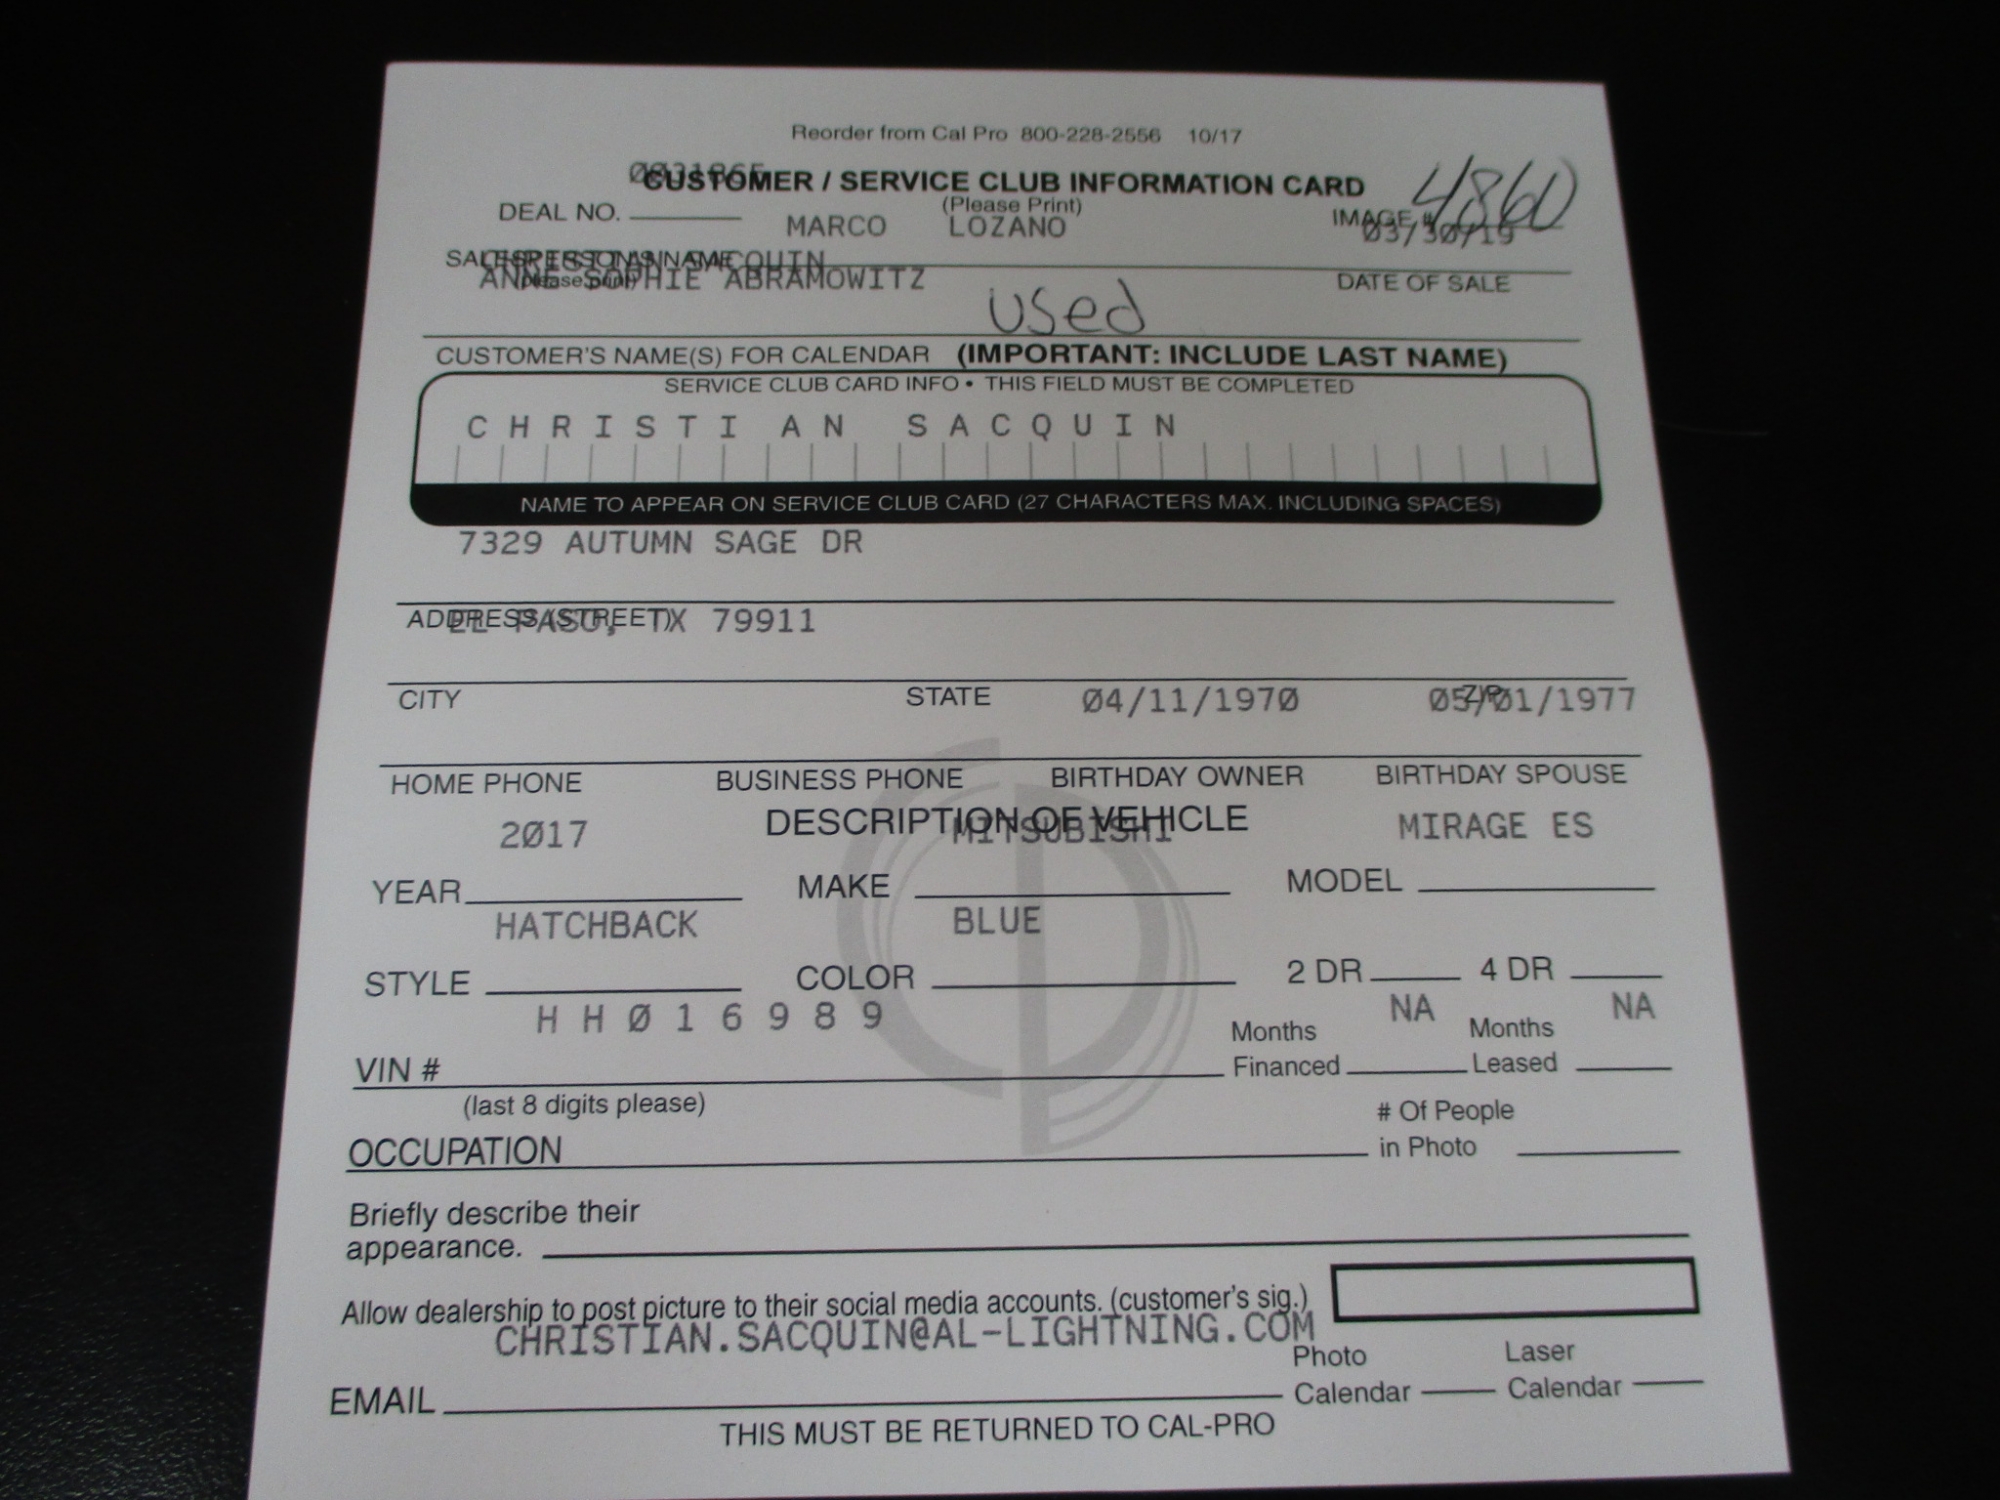 Reorder from Cal Pro 800-228-2556 10/17
CUSTOMER / SERVICE CLUB INFORMATION CARD
(Please Print)
4860
DEAL NO.
MARCO LOZANO
IMAGE #
03/30/19
SALESPERSON'S NAME
CHRISTIAN SACQUIN
(please print)
ANNE SOPHIE ABRAMOWITZ
DATE OF SALE
Used
CUSTOMER'S NAME(S) FOR CALENDAR (IMPORTANT: INCLUDE LAST NAME)
SERVICE CLUB CARD INFO • THIS FIELD MUST BE COMPLETED
CHRISTIAN SACQUIN
NAME TO APPEAR ON SERVICE CLUB CARD (27 CHARACTERS MAX. INCLUDING SPACES)
7329 AUTUMN SAGE DR
ADDRESS (STREET)
EL PASO, TX 79911
CITY STATE ZIP
04/11/1970 05/01/1977
HOME PHONE BUSINESS PHONE BIRTHDAY OWNER BIRTHDAY SPOUSE
DESCRIPTION OF VEHICLE
2017 MITSUBISHI MIRAGE ES
YEAR MAKE MODEL
HATCHBACK BLUE
STYLE COLOR 2 DR 4 DR
HH016989 NA NA
VIN # Months Financed Months Leased
(last 8 digits please)
OCCUPATION # Of People in Photo
Briefly describe their
appearance.
Allow dealership to post picture to their social media accounts. (customer's sig.)
CHRISTIAN.SACQUIN@AL-LIGHTNING.COM
EMAIL Photo Calendar Laser Calendar
THIS MUST BE RETURNED TO CAL-PRO